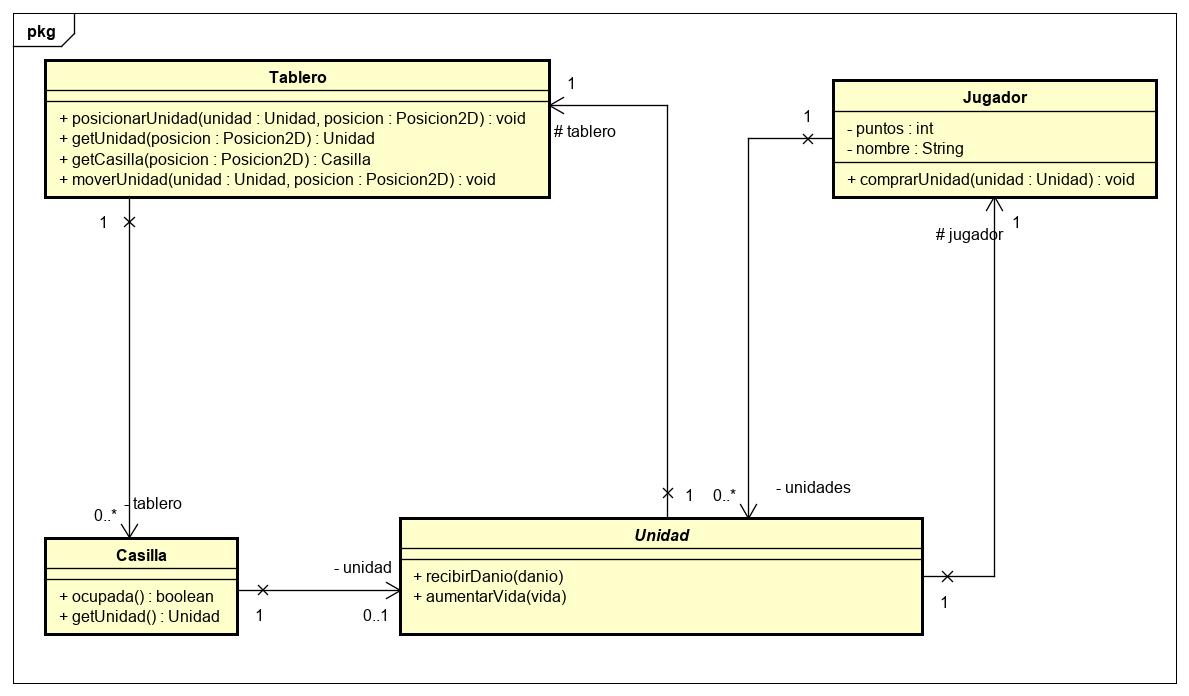 pkg
Tablero
+ posicionarUnidad(unidad : Unidad, posicion : Posicion2D) : void
+ getUnidad(posicion : Posicion2D) : Unidad
+ getCasilla(posicion : Posicion2D) : Casilla
+ moverUnidad(unidad : Unidad, posicion : Posicion2D) : void
1
# tablero
1
Jugador
- puntos : int
- nombre : String
+ comprarUnidad(unidad : Unidad) : void
1
# jugador
1
- tablero
0..*
1
0..*
- unidades
Casilla
+ ocupada() : boolean
+ getUnidad() : Unidad
- unidad
1
0..1
Unidad
+ recibirDanio(danio)
+ aumentarVida(vida)
1